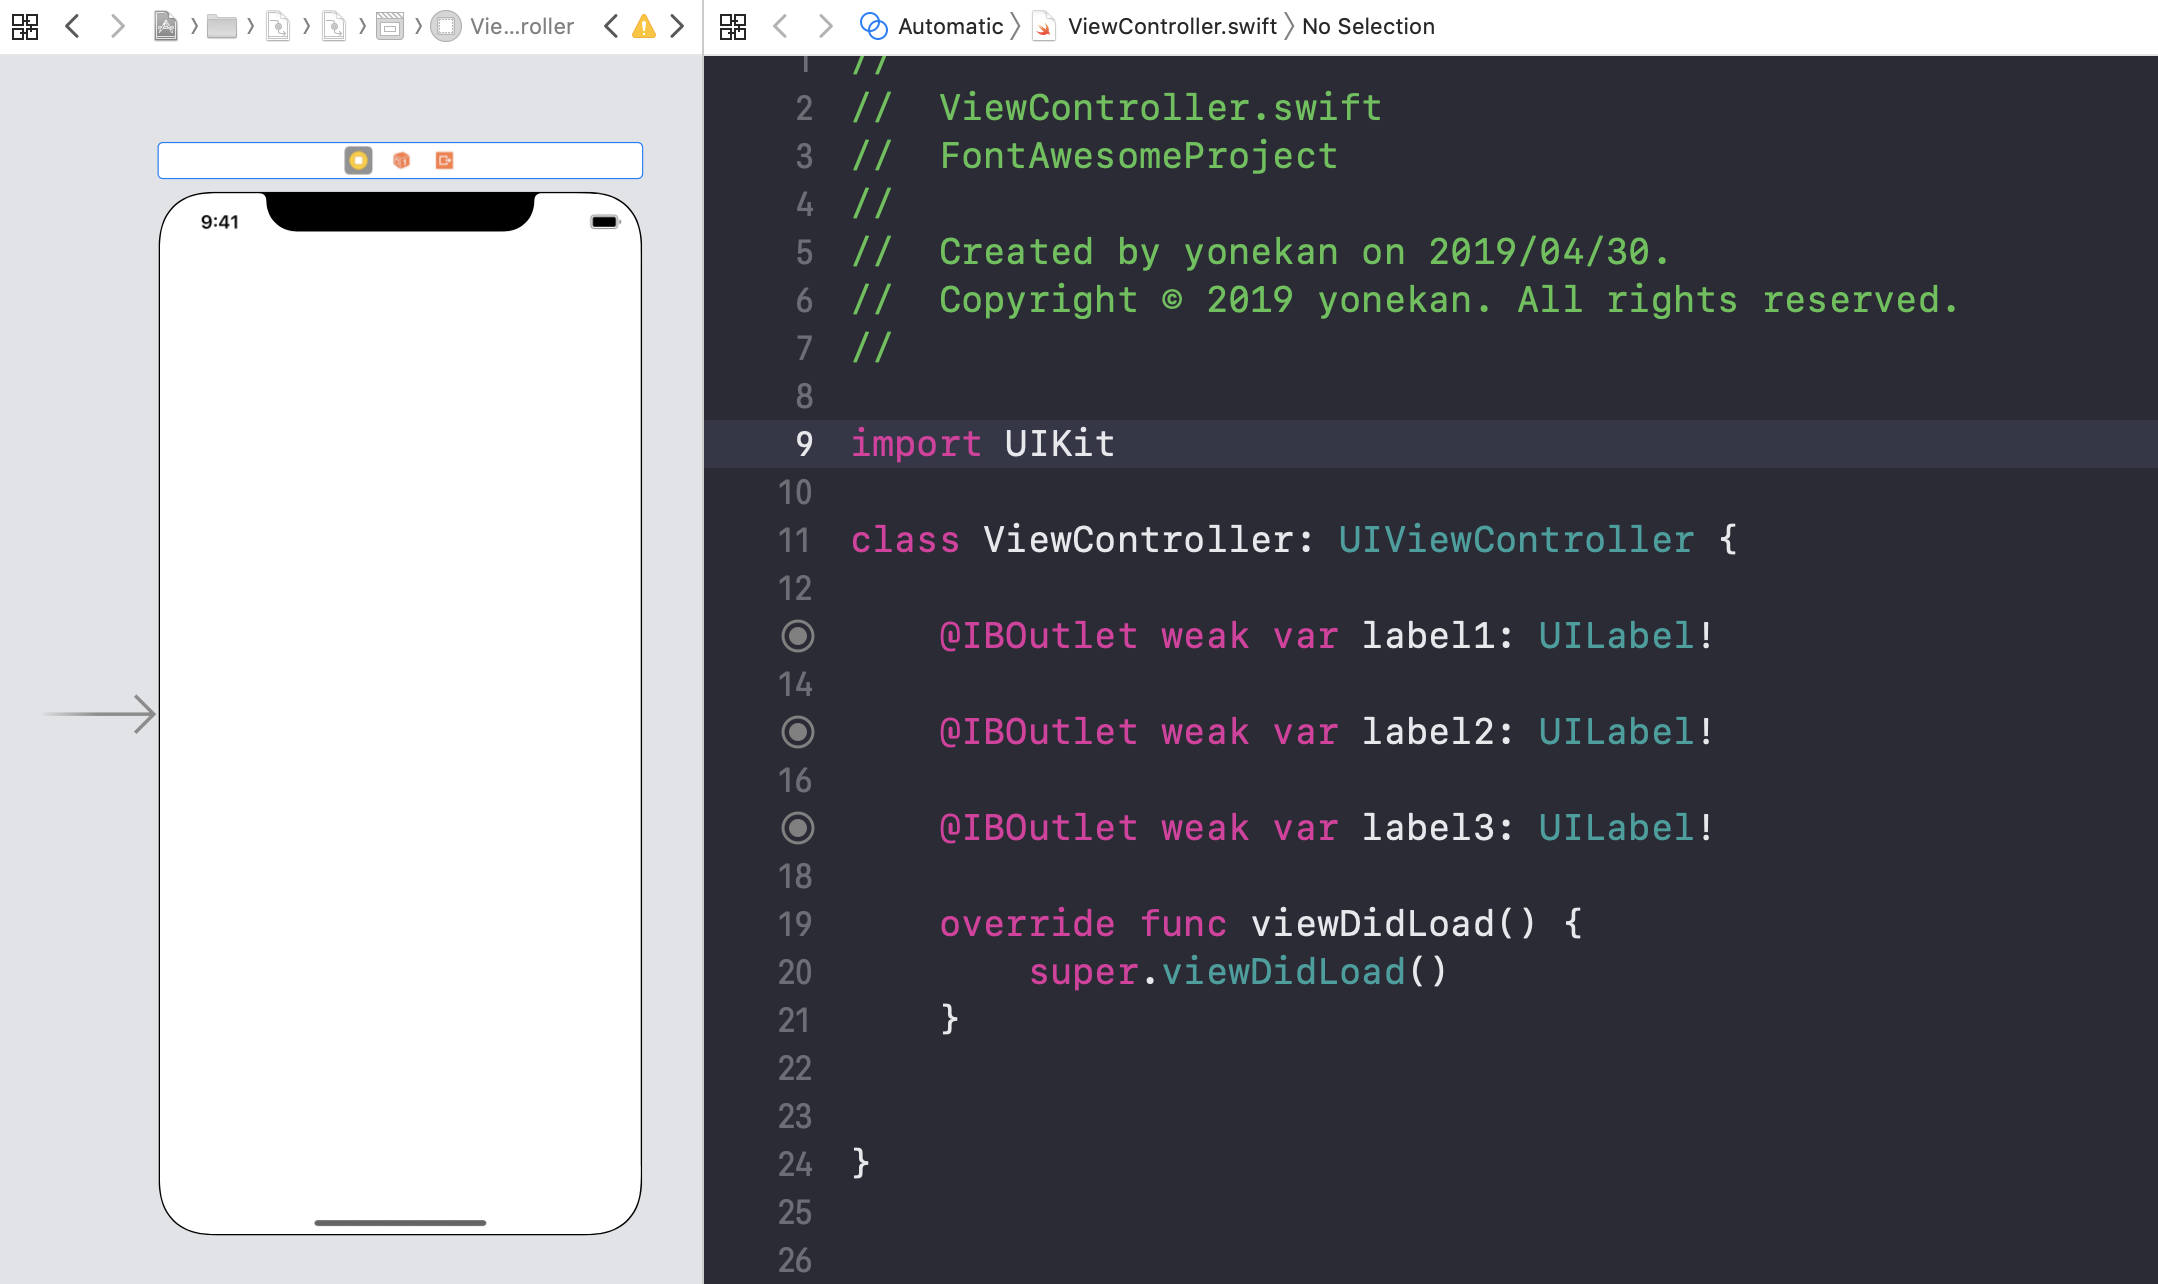 Vie...roller
Automatic ViewController.swift No Selection
9:41
1 //
2 //  ViewController.swift
3 //  FontAwesomeProject
4 //
5 //  Created by yonekan on 2019/04/30.
6 //  Copyright © 2019 yonekan. All rights reserved.
7 //
8
9 import UIKit
10
11 class ViewController: UIViewController {
12
@IBOutlet weak var label1: UILabel!
14
@IBOutlet weak var label2: UILabel!
16
@IBOutlet weak var label3: UILabel!
18
19     override func viewDidLoad() {
20         super.viewDidLoad()
21     }
22
23
24 }
25
26